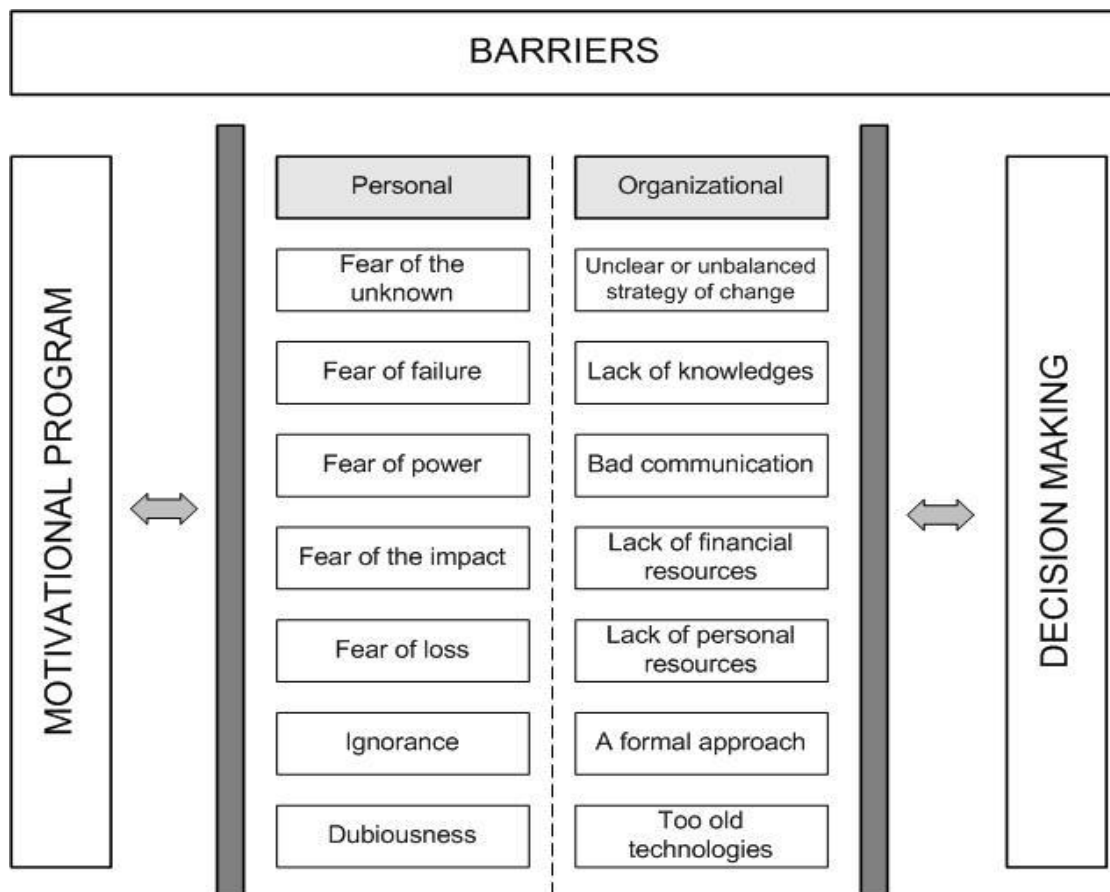 BARRIERS
MOTIVATIONAL PROGRAM
Personal
Fear of the
unknown
Fear of failure
Fear of power
Fear of the impact
Fear of loss
Ignorance
Dubiousness
Organizational
Unclear or unbalanced
strategy of change
Lack of knowledges
Bad communication
Lack of financial
resources
Lack of personal
resources
A formal approach
Too old
technologies
DECISION MAKING